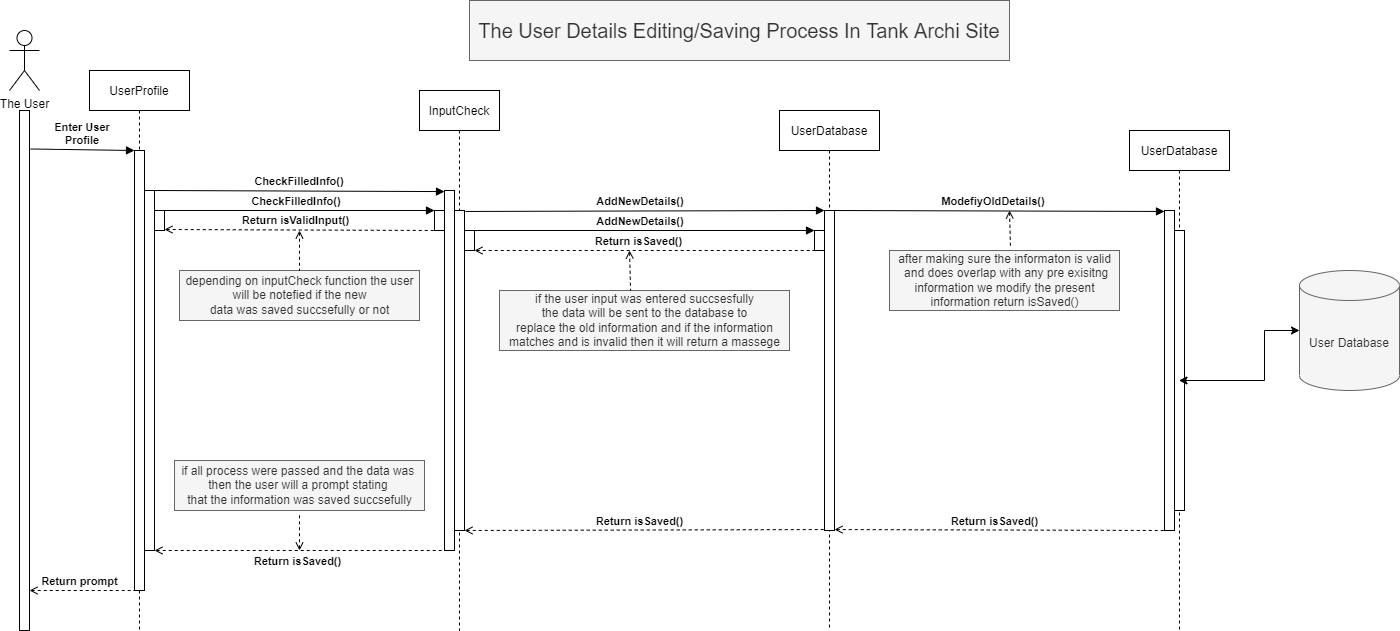 The User Details Editing/Saving Process In Tank Archi Site
The User
UserProfile
InputCheck
UserDatabase
UserDatabase
Enter User
Profile
CheckFilledInfo()
CheckFilledInfo()
Return isValidInput()
AddNewDetails()
AddNewDetails()
Return isSaved()
ModefiyOldDetails()
depending on inputCheck function the user
will be notefied if the new
data was saved succsefully or not
if the user input was entered succsesfully
the data will be sent to the database to
replace the old information and if the information
matches and is invalid then it will return a massege
after making sure the informaton is valid
and does overlap with any pre exisitng
information we modify the present
information return isSaved()
User Database
if all process were passed and the data was
then the user will a prompt stating
that the information was saved succsefully
Return isSaved()
Return isSaved()
Return isSaved()
Return prompt